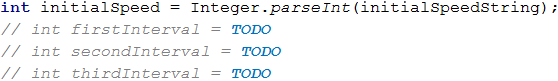 int initialSpeed = Integer.parseInt(initialSpeedString);
// int firstInterval = TODO
// int secondInterval = TODO
// int thirdInterval = TODO